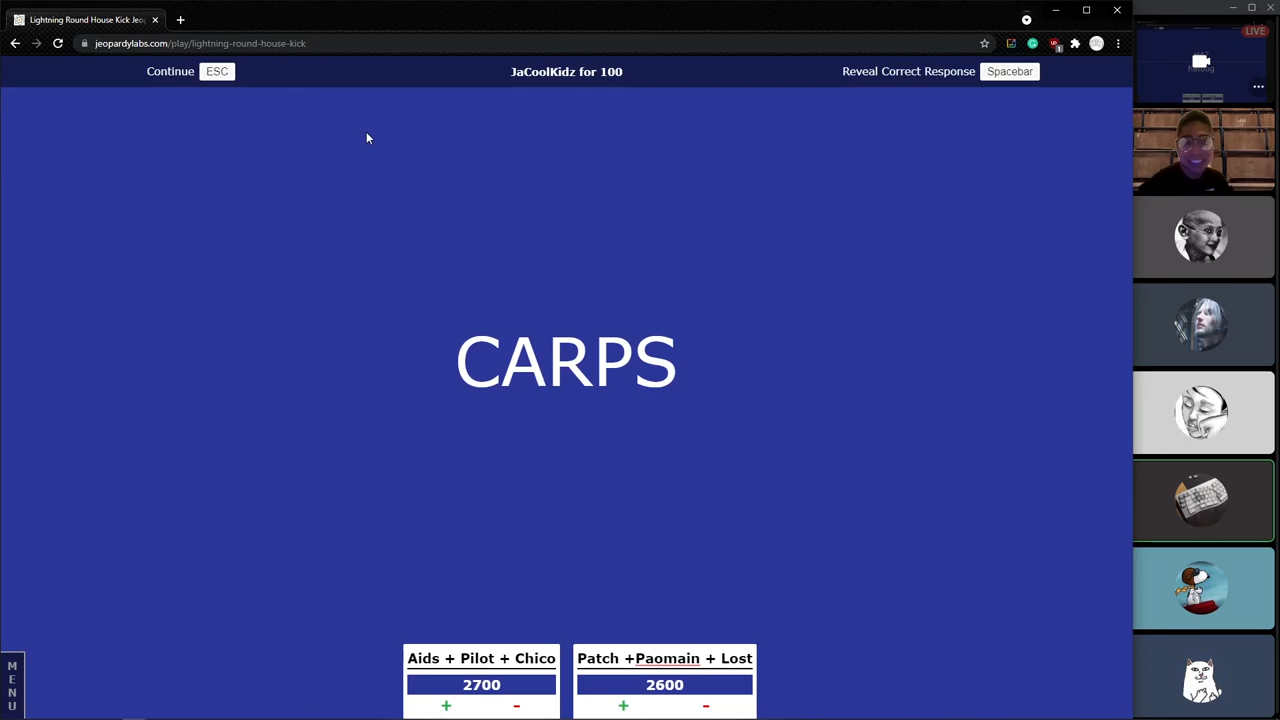 Lightning Round House Kick Jeo
jeopardylabs.com/play/lightning-round-house-kick
Continue ESC
JaCoolKidz for 100
Reveal Correct Response Spacebar
LIVE
CARPS
MENU
Aids + Pilot + Chico
2700
+ -
Patch +Paomain + Lost
2600
+ -